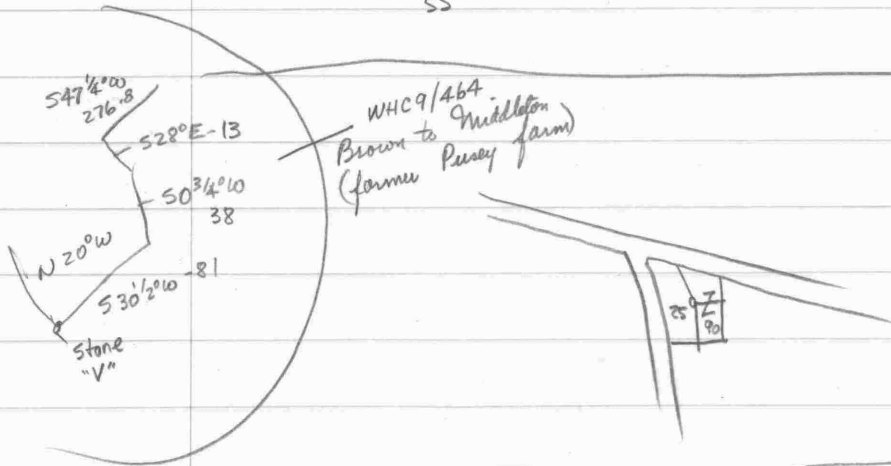 S47¼°W
276.8
S28°E-13
S0¾°W
38
N20°W
S30½°W-81
Stone
"V"
WHC9/464
Brown to Middleton
(former Pusey farm)
25°
Z
90